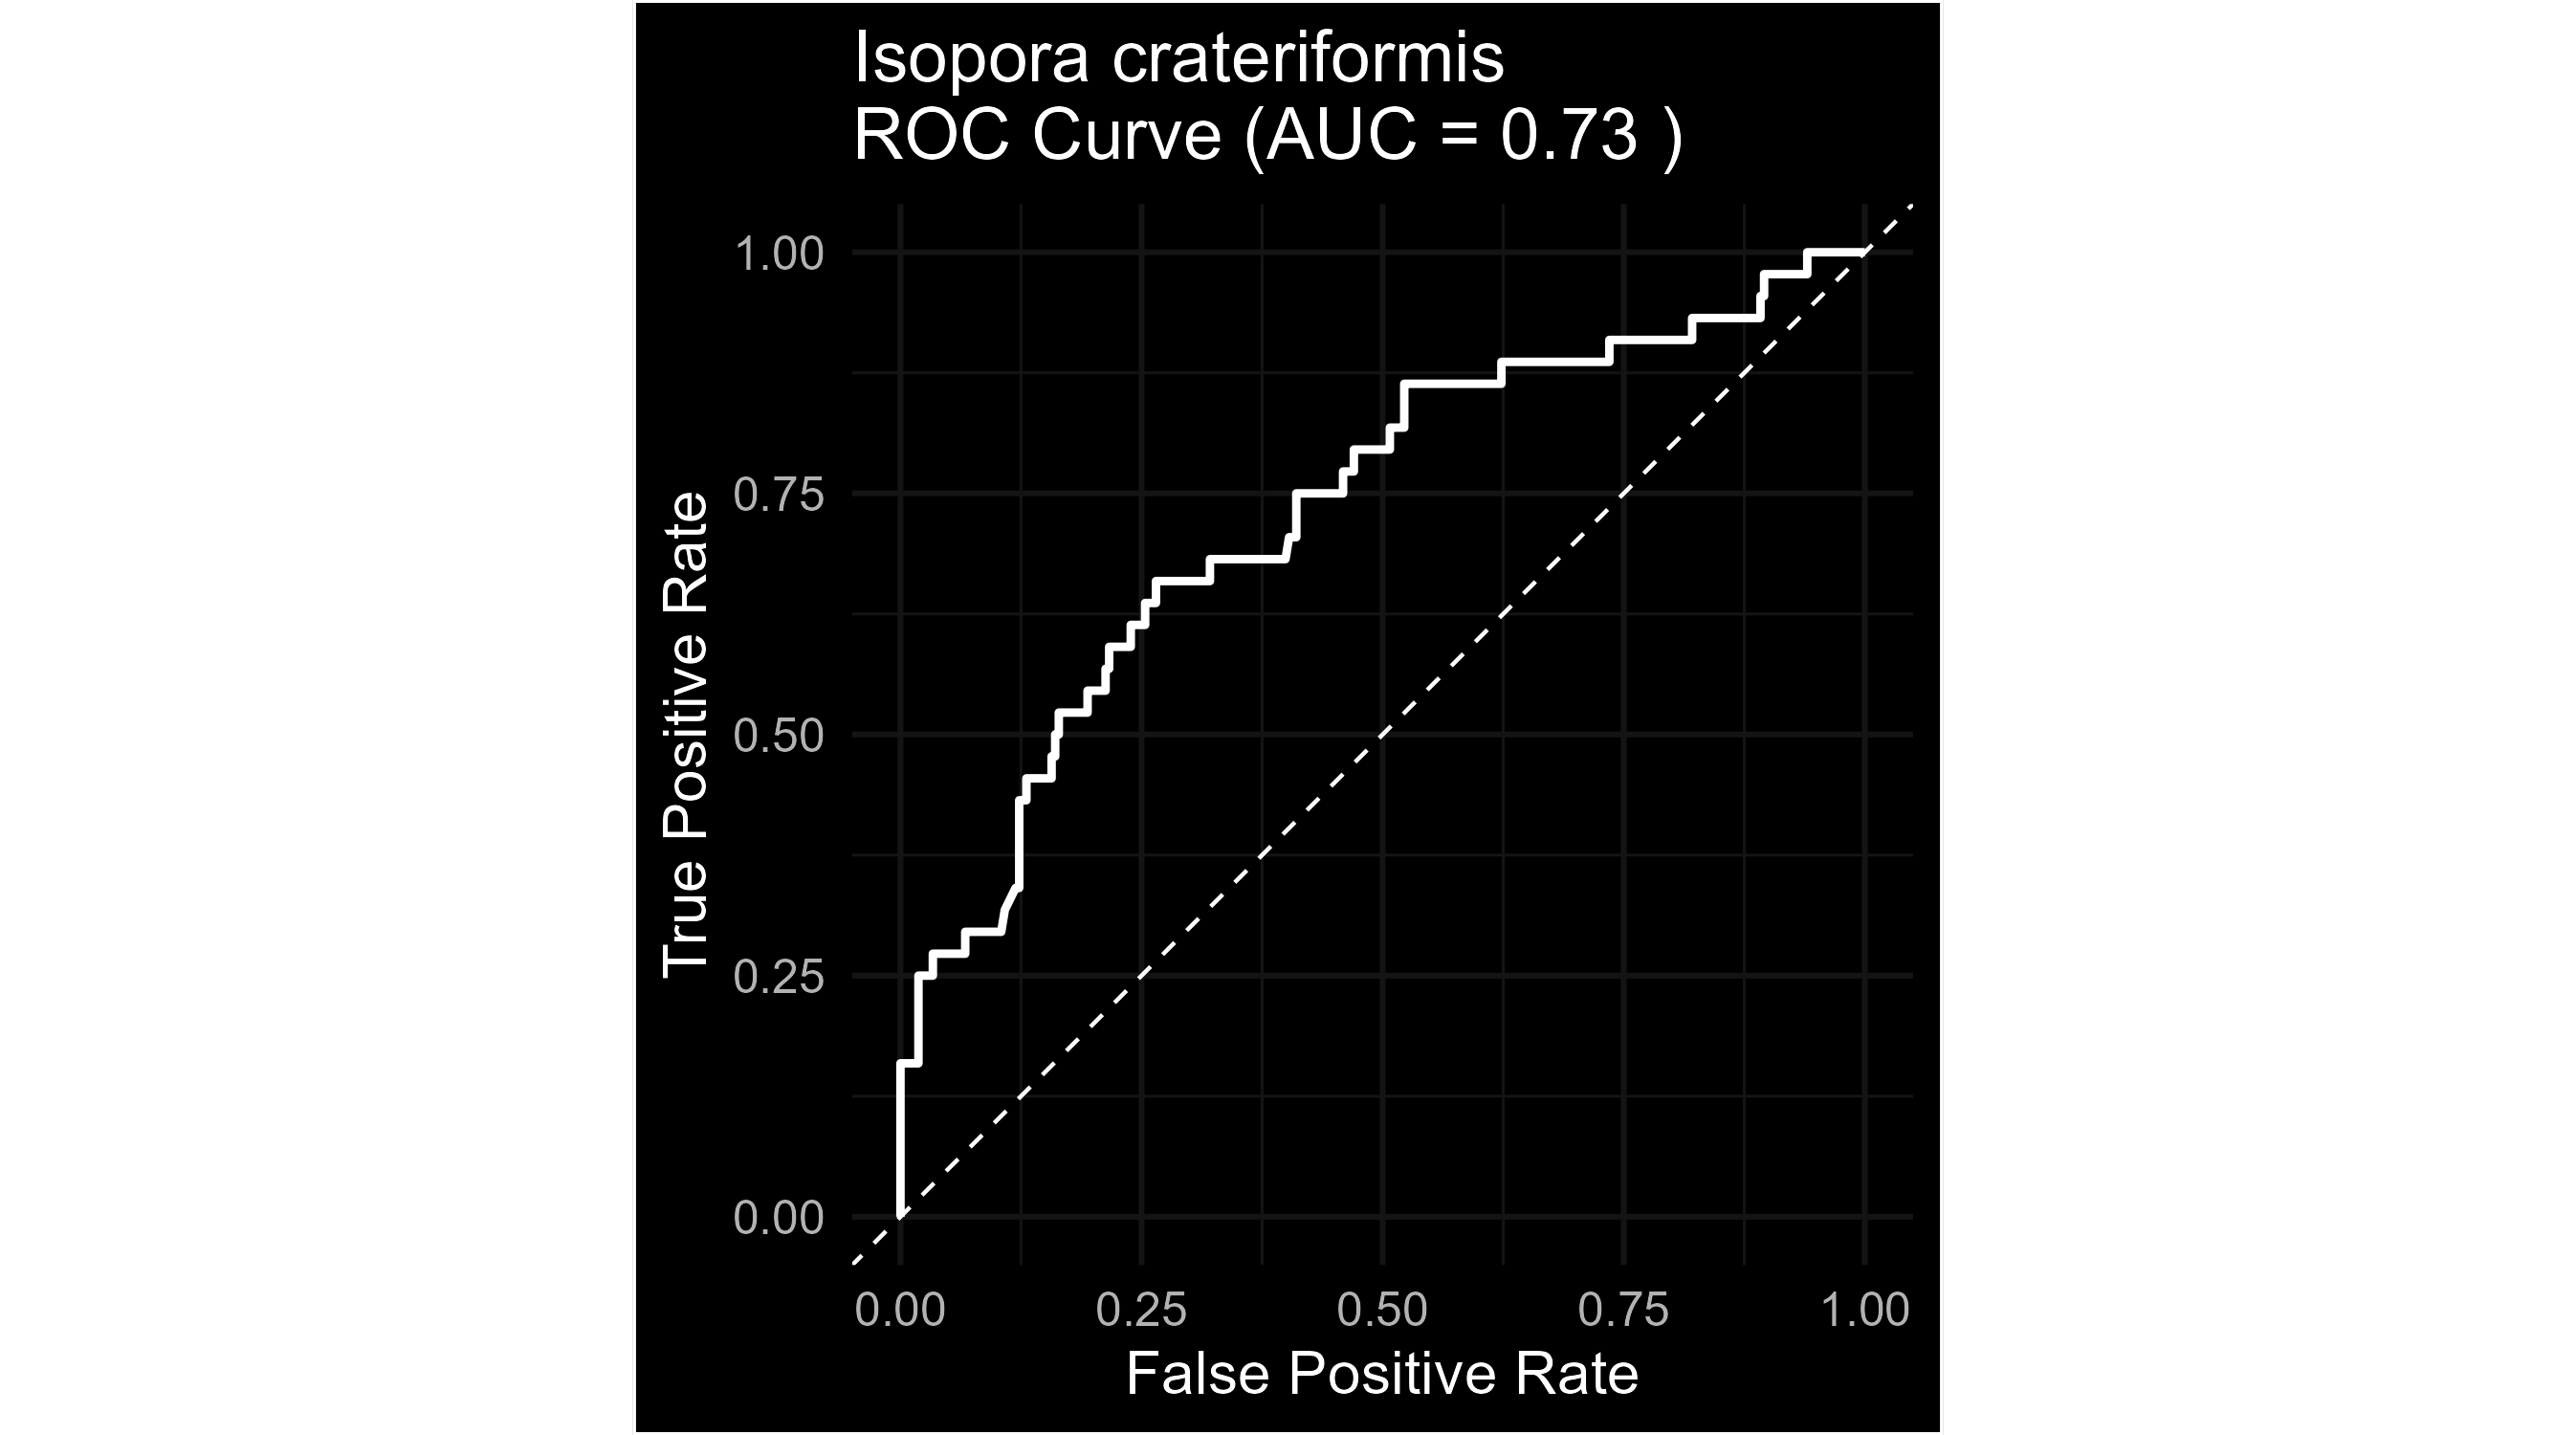 Isopora crateriformis
ROC Curve (AUC = 0.73 )
True Positive Rate
1.00
0.75
0.50
0.25
0.00
0.00 0.25 0.50 0.75 1.00
False Positive Rate